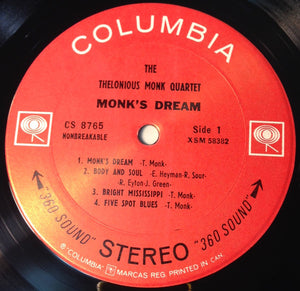 COLUMBIA
THE
THELONIOUS MONK QUARTET
MONK'S DREAM
CS 8765
NONBREAKABLE
Side 1
XSM 58382
1. MONK'S DREAM -T. Monk-
2. BODY AND SOUL -E. Heyman-R. Sour-
R. Eyton-J. Green-
3. BRIGHT MISSISSIPPI -T. Monk-
4. FIVE SPOT BLUES -T. Monk-
"360 SOUND" STEREO "360 SOUND"
® "COLUMBIA" MARCAS REG. PRINTED IN CAN